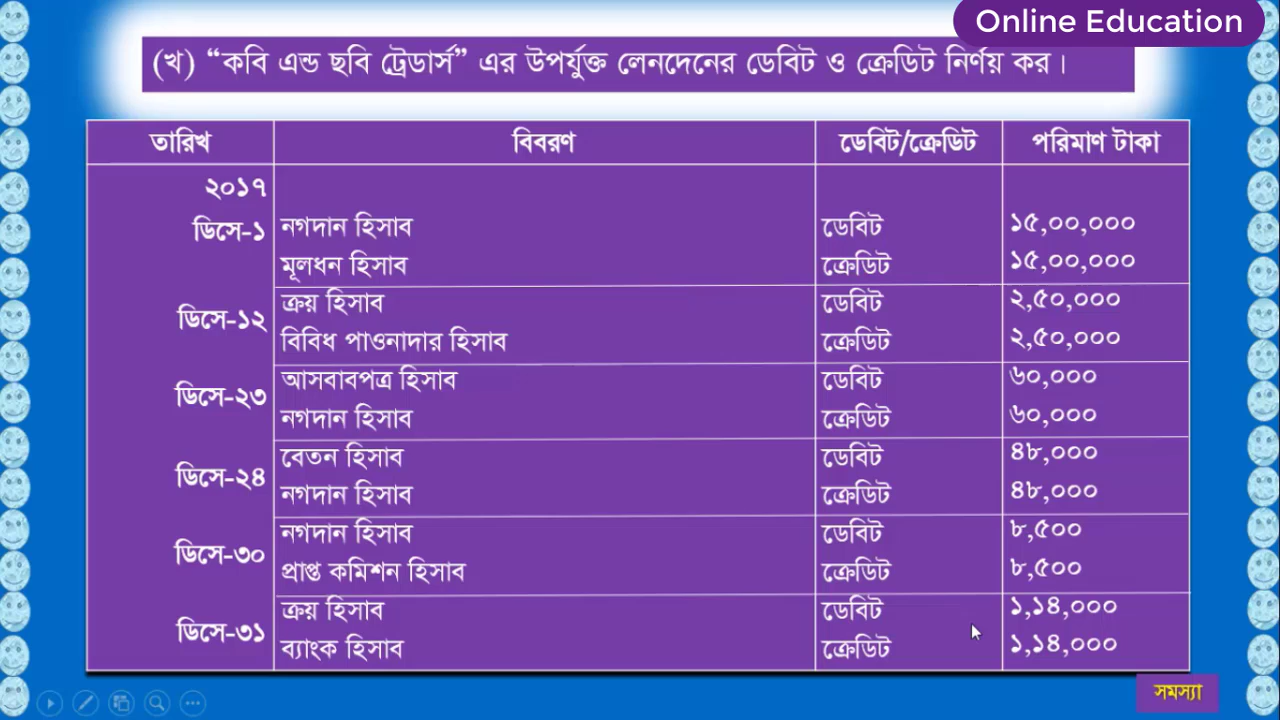 Online Education
(খ) “কবি এন্ড ছবি ট্রেডার্স” এর উপর্যুক্ত লেনদেনের ডেবিট ও ক্রেডিট নির্ণয় কর।
তারিখ বিবরণ ডেবিট/ক্রেডিট পরিমাণ টাকা
২০১৭
ডিসে-১ নগদান হিসাব ডেবিট ১৫,০০,০০০
মূলধন হিসাব ক্রেডিট ১৫,০০,০০০
ডিসে-১২ ক্রয় হিসাব ডেবিট ২,৫০,০০০
বিবিধ পাওনাদার হিসাব ক্রেডিট ২,৫০,০০০
ডিসে-২৩ আসবাবপত্র হিসাব ডেবিট ৬০,০০০
নগদান হিসাব ক্রেডিট ৬০,০০০
ডিসে-২৪ বেতন হিসাব ডেবিট ৪৮,০০০
নগদান হিসাব ক্রেডিট ৪৮,০০০
ডিসে-৩০ নগদান হিসাব ডেবিট ৮,৫০০
প্রাপ্ত কমিশন হিসাব ক্রেডিট ৮,৫০০
ডিসে-৩১ ক্রয় হিসাব ডেবিট ১,১৪,০০০
ব্যাংক হিসাব ক্রেডিট ১,১৪,০০০
সমস্যা